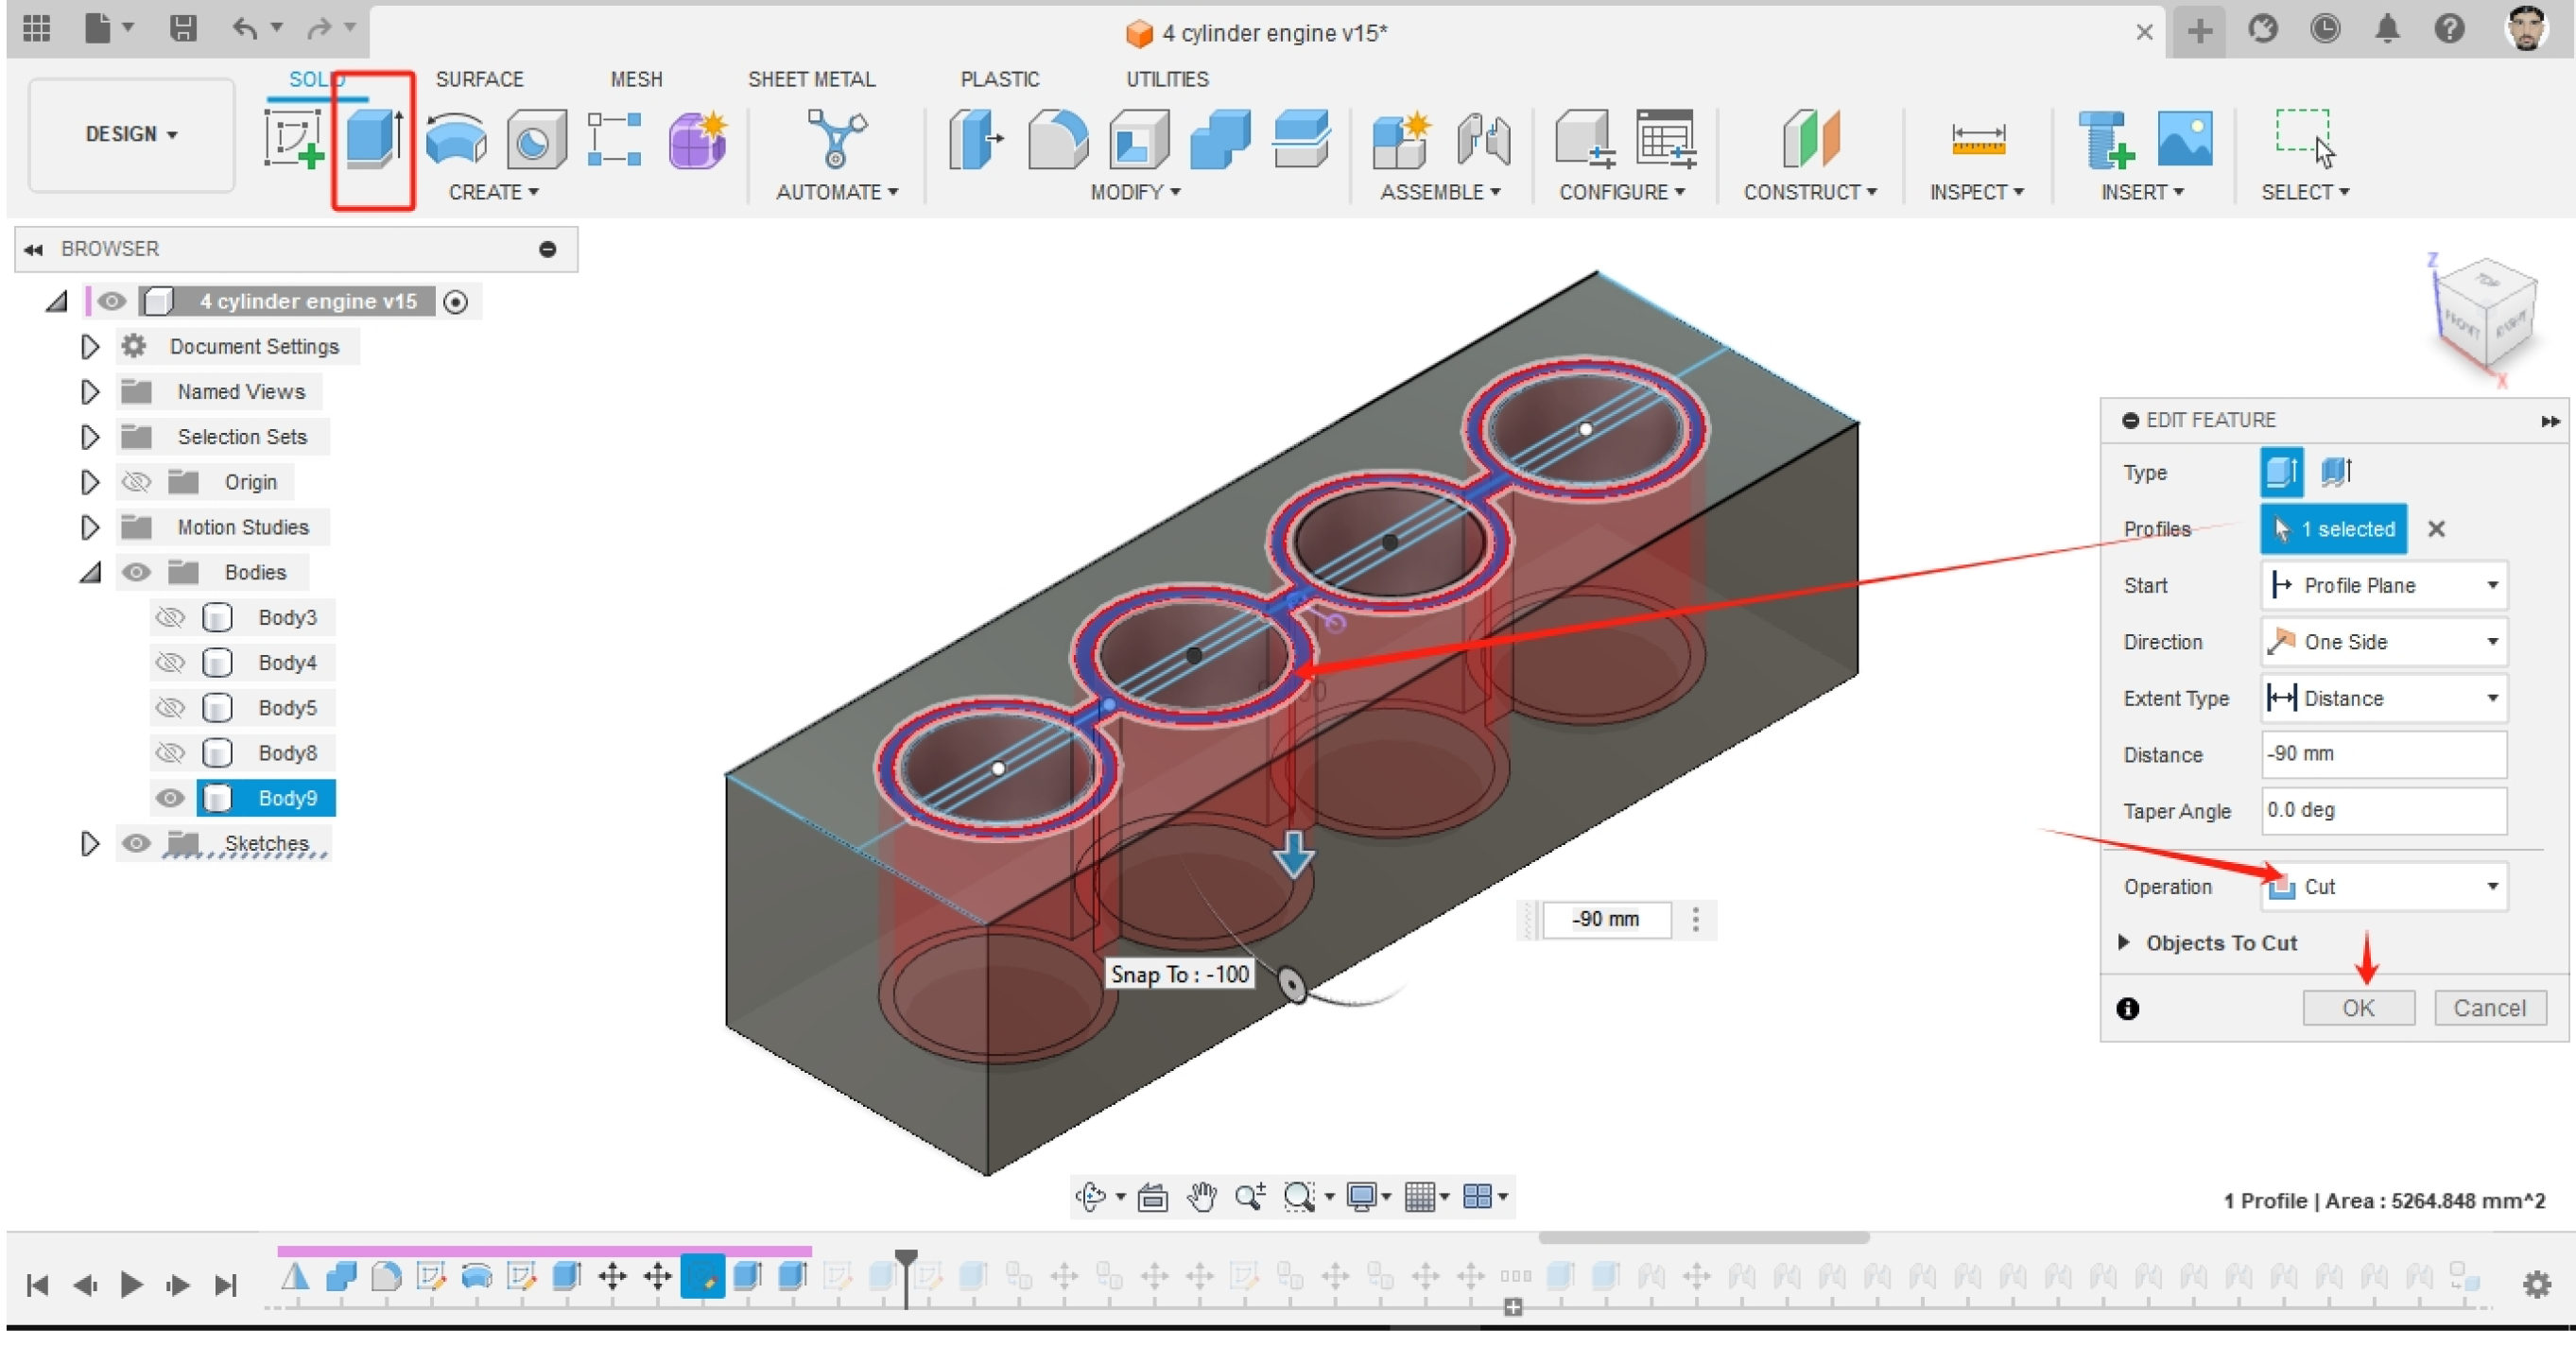 4 cylinder engine v15*
SOLID SURFACE MESH SHEET METAL PLASTIC UTILITIES
DESIGN
CREATE AUTOMATE MODIFY ASSEMBLE CONFIGURE CONSTRUCT INSPECT INSERT SELECT
BROWSER
4 cylinder engine v15
Document Settings
Named Views
Selection Sets
Origin
Motion Studies
Bodies
Body3
Body4
Body5
Body8
Body9
Sketches
Z
TOP
FRONT
RIGHT
X
EDIT FEATURE
Type
Profiles 1 selected
Start Profile Plane
Direction One Side
Extent Type Distance
Distance -90 mm
Taper Angle 0.0 deg
Operation Cut
Objects To Cut
OK Cancel
-90 mm
Snap To : -100
1 Profile | Area : 5264.848 mm^2